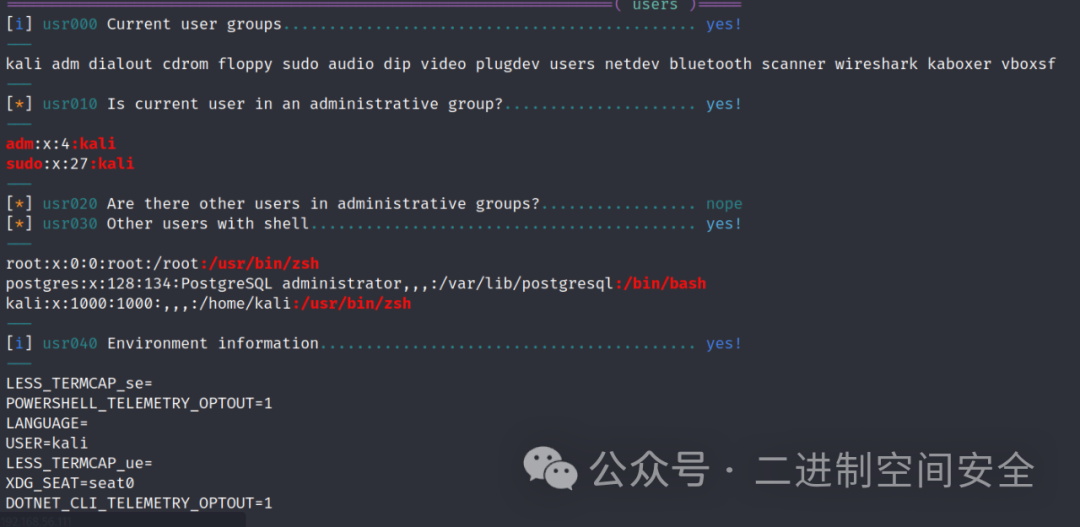 ( users )
[i] usr000 Current user groups............................................. yes!
---
kali adm dialout cdrom floppy sudo audio dip video plugdev users netdev bluetooth scanner wireshark kaboxer vboxsf
---
[*] usr010 Is current user in an administrative group?..................... yes!
---
adm:x:4:kali
sudo:x:27:kali
---
[*] usr020 Are there other users in administrative groups?................. nope
[*] usr030 Other users with shell.......................................... yes!
---
root:x:0:0:root:/root:/usr/bin/zsh
postgres:x:128:134:PostgreSQL administrator,,,:/var/lib/postgresql:/bin/bash
kali:x:1000:1000:,,,:/home/kali:/usr/bin/zsh
---
[i] usr040 Environment information......................................... yes!
---
LESS_TERMCAP_se=
POWERSHELL_TELEMETRY_OPTOUT=1
LANGUAGE=
USER=kali
LESS_TERMCAP_ue=
XDG_SEAT=seat0
DOTNET_CLI_TELEMETRY_OPTOUT=1
公众号 · 二进制空间安全